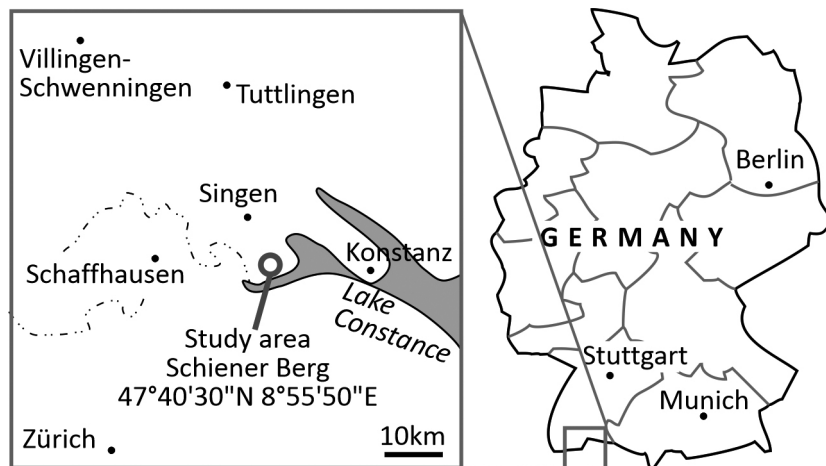 Villingen-
Schwenningen
Tuttlingen
Singen
Konstanz
Schaffhausen
Lake
Constance
Study area
Schiener Berg
47°40'30"N 8°55'50"E
Zürich
10km
Berlin
GERMANY
Stuttgart
Munich